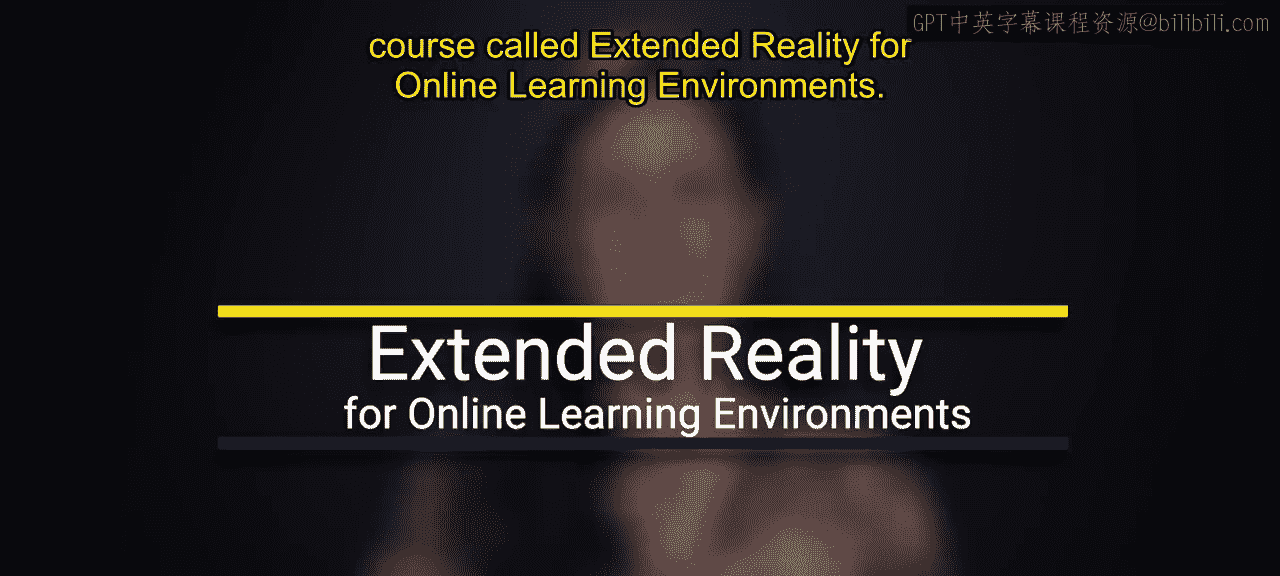 GPT中英字幕课程资源@bilibili.com
course called Extended Reality for
Online Learning Environments.
Extended Reality
for Online Learning Environments